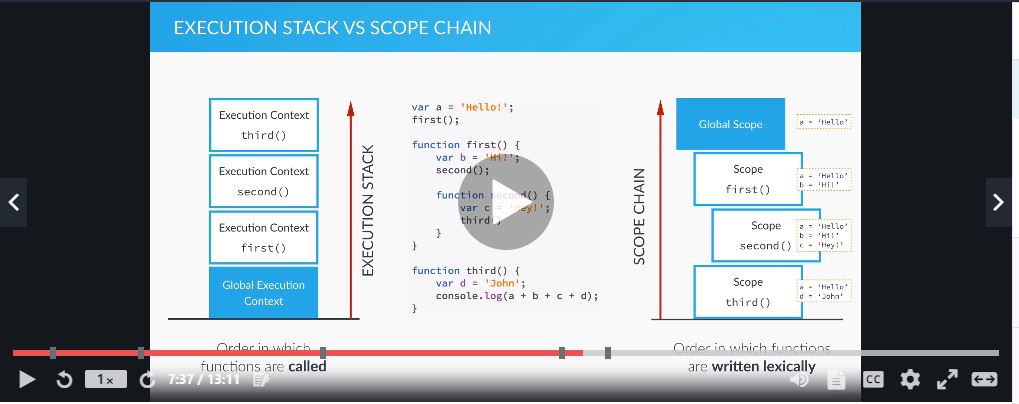 EXECUTION STACK VS SCOPE CHAIN
Execution Context
third()
Execution Context
second()
Execution Context
first()
Global Execution
Context
EXECUTION STACK
Order in which
functions are called
var a = 'Hello!';
first();
function first() {
var b = 'Hi!';
second();
function second() {
var c = 'Hey!';
third()
}
}
function third() {
var d = 'John';
console.log(a + b + c + d);
}
SCOPE CHAIN
Global Scope
a = 'Hello'
Scope
first()
a = 'Hello'
b = 'Hi!'
Scope
second()
a = 'Hello'
b = 'Hi!'
c = 'Hey!'
Scope
third()
a = 'Hello'
d = 'John'
Order in which functions
are written lexically
1x
7:37 / 13:11
CC